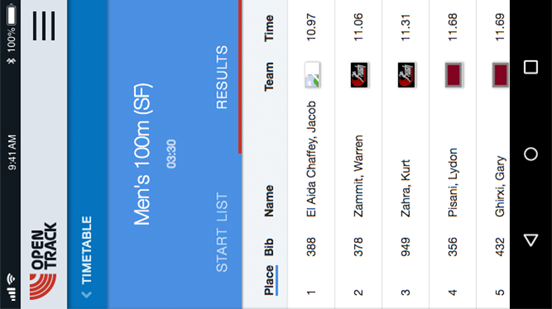 9:41 AM
100%
OPEN
TRACK
TIMETABLE
Men's 100m (SF)
03:30
START LIST RESULTS
Place Bib Name Team Time
1 388 El Aida Chaffey, Jacob 10.97
2 378 Zammit, Warren 11.06
3 949 Zahra, Kurt 11.31
4 356 Pisani, Lydon 11.68
5 432 Ghirxi, Gary 11.69